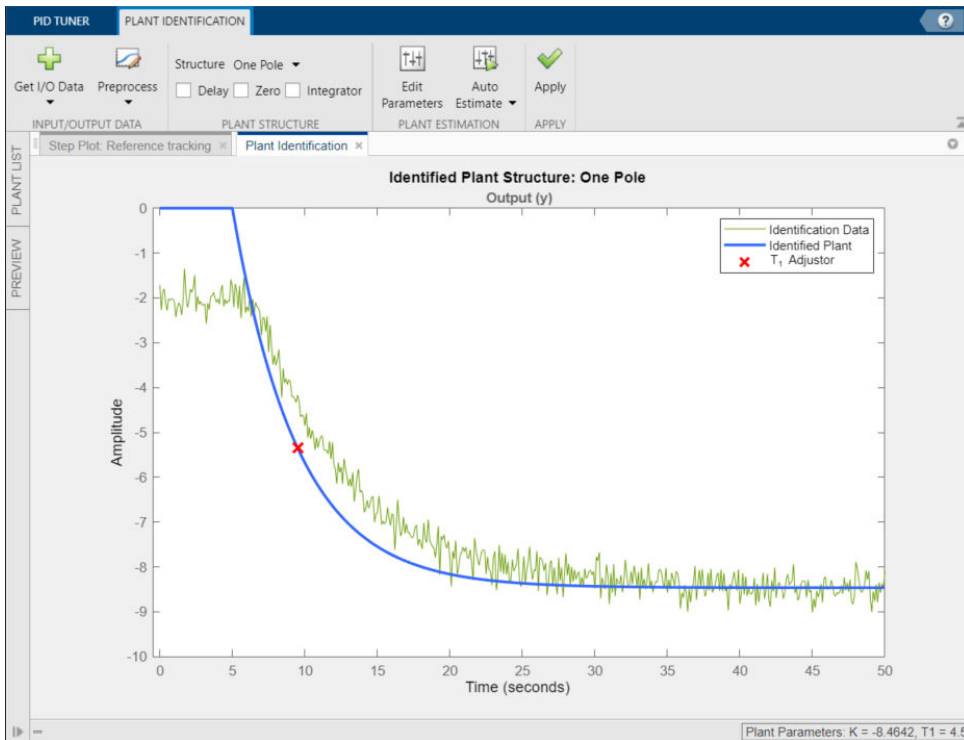 PID TUNER PLANT IDENTIFICATION
?
Structure One Pole
Get I/O Data Preprocess Delay Zero Integrator Edit Parameters Auto Estimate Apply
INPUT/OUTPUT DATA PLANT STRUCTURE PLANT ESTIMATION APPLY
Step Plot: Reference tracking Plant Identification
PLANT LIST
PREVIEW
Identified Plant Structure: One Pole
Output (y)
Identification Data
Identified Plant
T1 Adjustor
Amplitude
0
-1
-2
-3
-4
-5
-6
-7
-8
-9
-10
0 5 10 15 20 25 30 35 40 45 50
Time (seconds)
Plant Parameters: K = -8.4642, T1 = 4.5